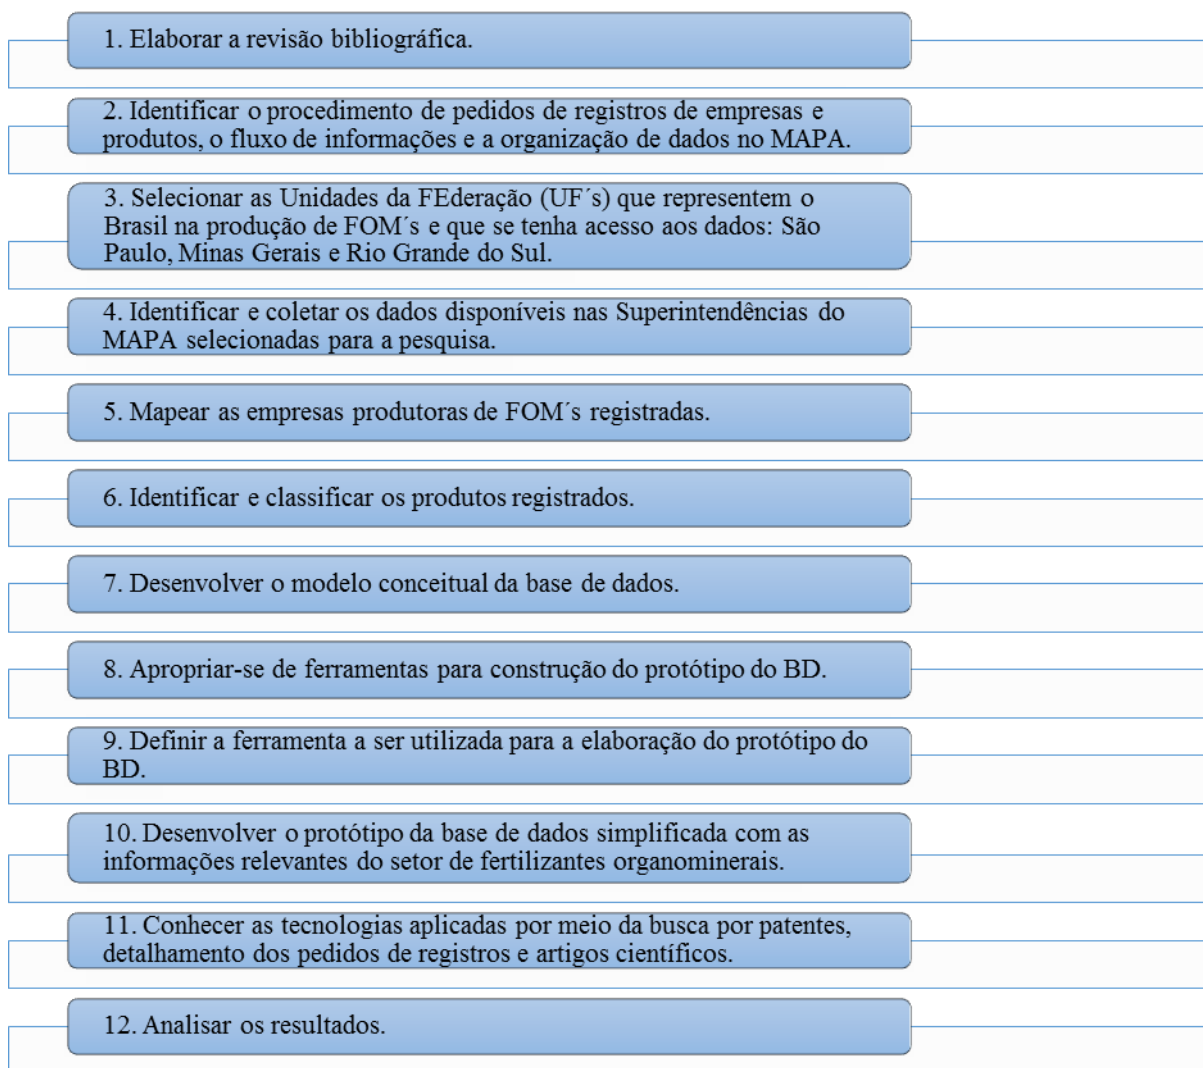 1. Elaborar a revisão bibliográfica.
2. Identificar o procedimento de pedidos de registros de empresas e
produtos, o fluxo de informações e a organização de dados no MAPA.
3. Selecionar as Unidades da FEderação (UF´s) que representem o
Brasil na produção de FOM´s e que se tenha acesso aos dados: São
Paulo, Minas Gerais e Rio Grande do Sul.
4. Identificar e coletar os dados disponíveis nas Superintendências do
MAPA selecionadas para a pesquisa.
5. Mapear as empresas produtoras de FOM´s registradas.
6. Identificar e classificar os produtos registrados.
7. Desenvolver o modelo conceitual da base de dados.
8. Apropriar-se de ferramentas para construção do protótipo do BD.
9. Definir a ferramenta a ser utilizada para a elaboração do protótipo do
BD.
10. Desenvolver o protótipo da base de dados simplificada com as
informações relevantes do setor de fertilizantes organominerais.
11. Conhecer as tecnologias aplicadas por meio da busca por patentes,
detalhamento dos pedidos de registros e artigos científicos.
12. Analisar os resultados.